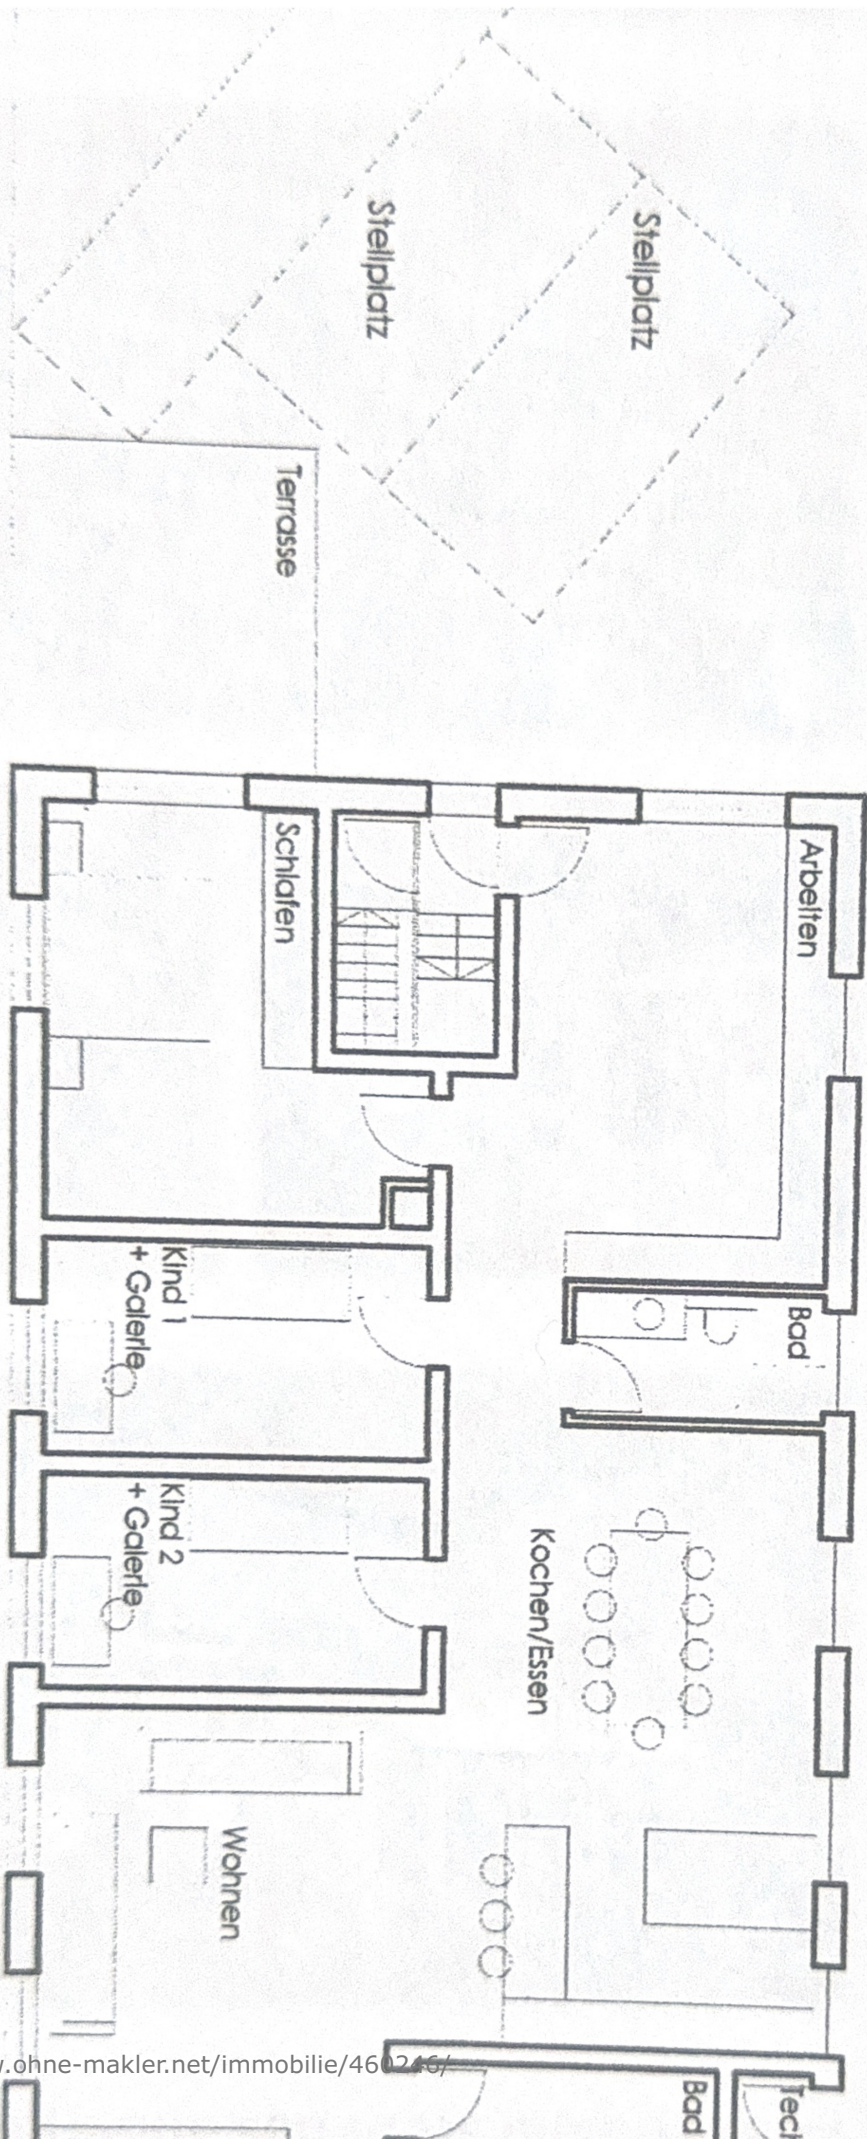 Stellplatz
Stellplatz
Terrasse
Arbeiten
Schlafen
Bad
Kind 1
+ Galerie
Kind 2
+ Galerie
Kochen/Essen
Wohnen
Bad
Tech
.ohne-makler.net/immobilie/460246/